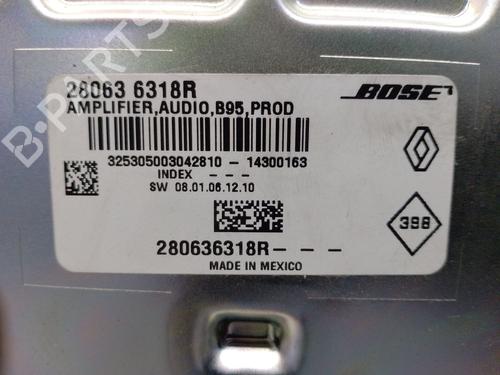 28063 6318R
BOSE
AMPLIFIER,AUDIO,B95,PROD
325305003042810 - 14300163
INDEX - - -
SW 08.01.06.12.10
398
280636318R- - -
MADE IN MEXICO
B-PARTS